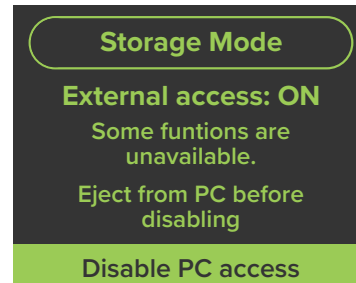 Storage Mode
External access: ON
Some funtions are
unavailable.
Eject from PC before
disabling
Disable PC access